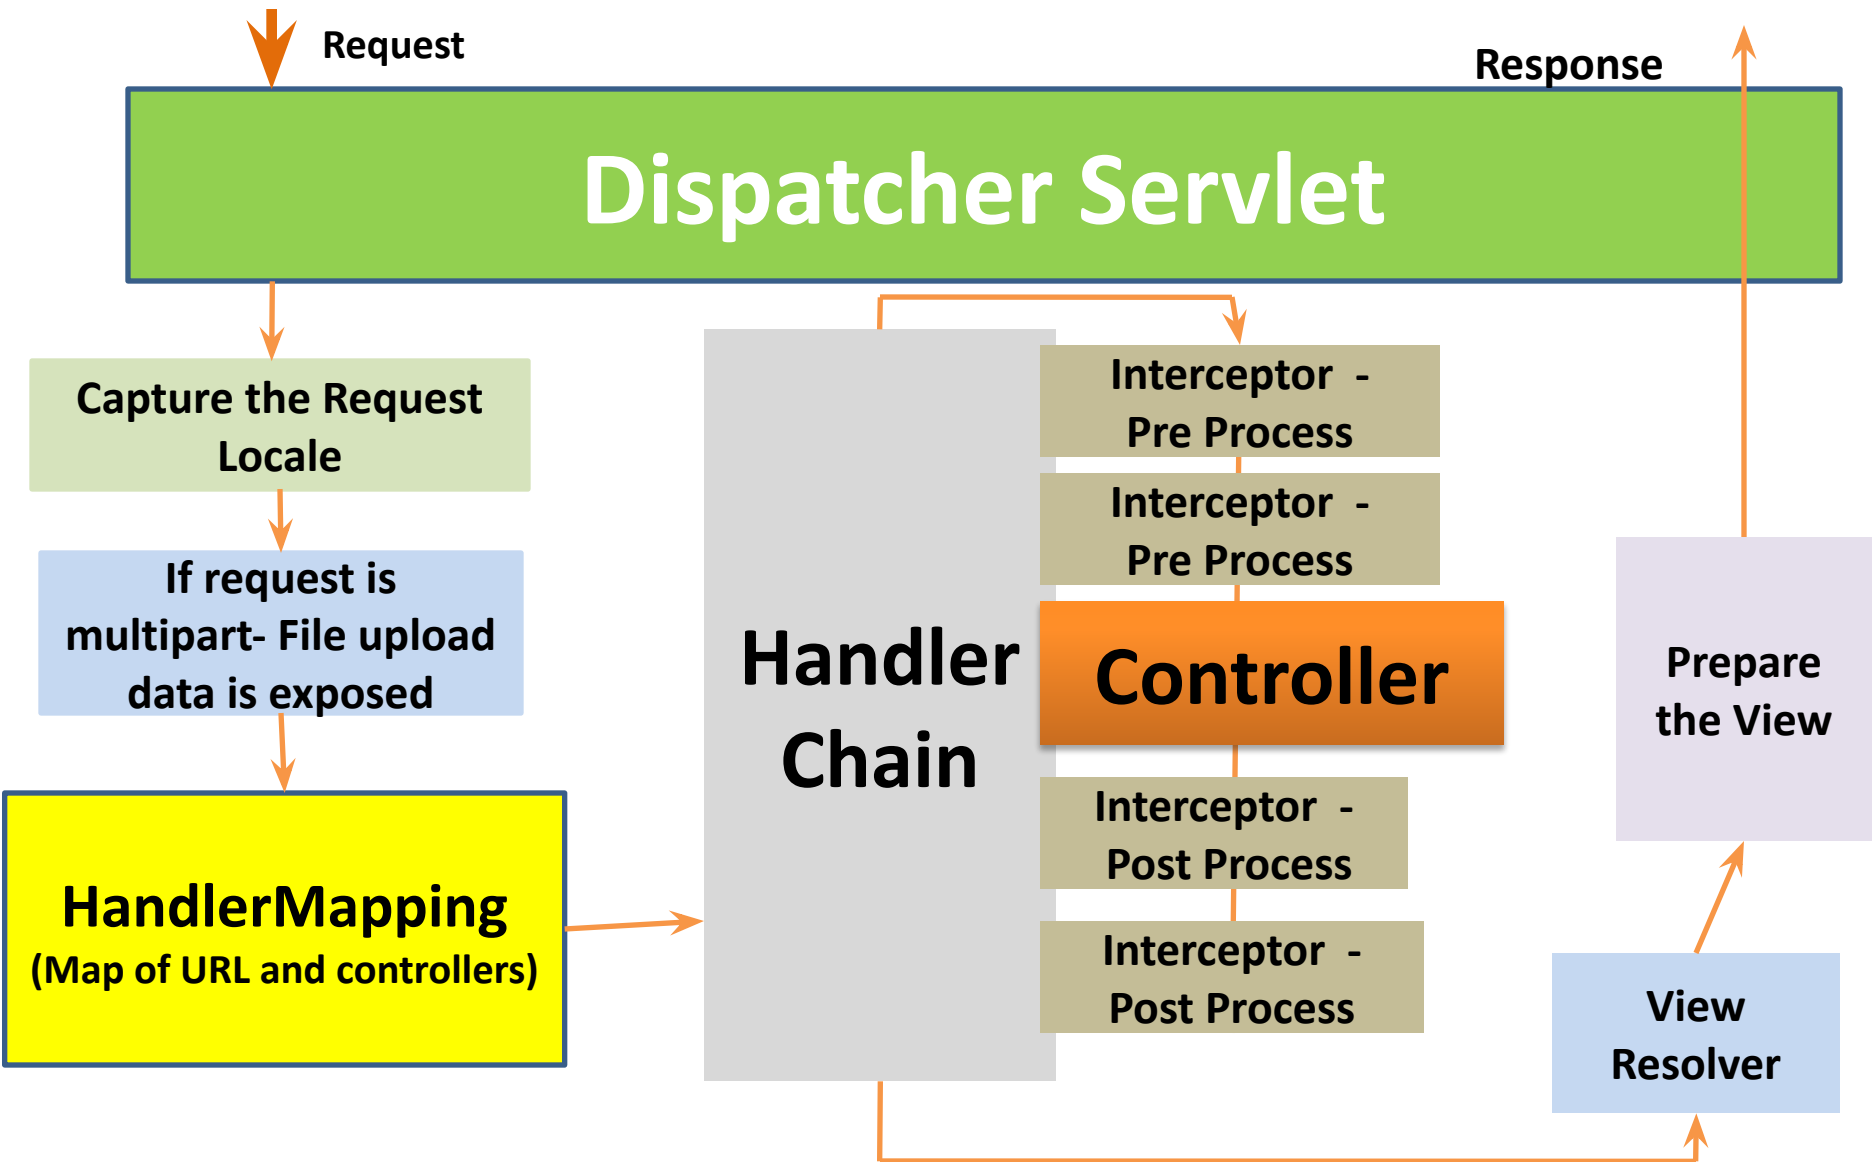 Request
Response
Dispatcher Servlet
Capture the Request
Locale
If request is
multipart- File upload
data is exposed
HandlerMapping
(Map of URL and controllers)
Handler
Chain
Interceptor -
Pre Process
Interceptor -
Pre Process
Controller
Interceptor -
Post Process
Interceptor -
Post Process
Prepare
the View
View
Resolver